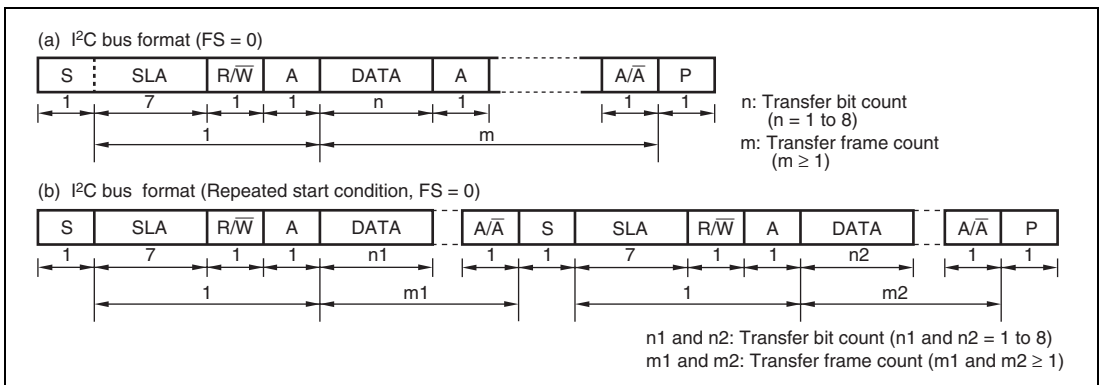 (a) I²C bus format (FS = 0)
S SLA R/W̅ A DATA A A/A̅ P
1 7 1 1 n 1 1 1
1 m
n: Transfer bit count
(n = 1 to 8)
m: Transfer frame count
(m ≥ 1)
(b) I²C bus format (Repeated start condition, FS = 0)
S SLA R/W̅ A DATA A/A̅ S SLA R/W̅ A DATA A/A̅ P
1 7 1 1 n1 1 1 7 1 1 n2 1 1
1 m1 1 m2
n1 and n2: Transfer bit count (n1 and n2 = 1 to 8)
m1 and m2: Transfer frame count (m1 and m2 ≥ 1)